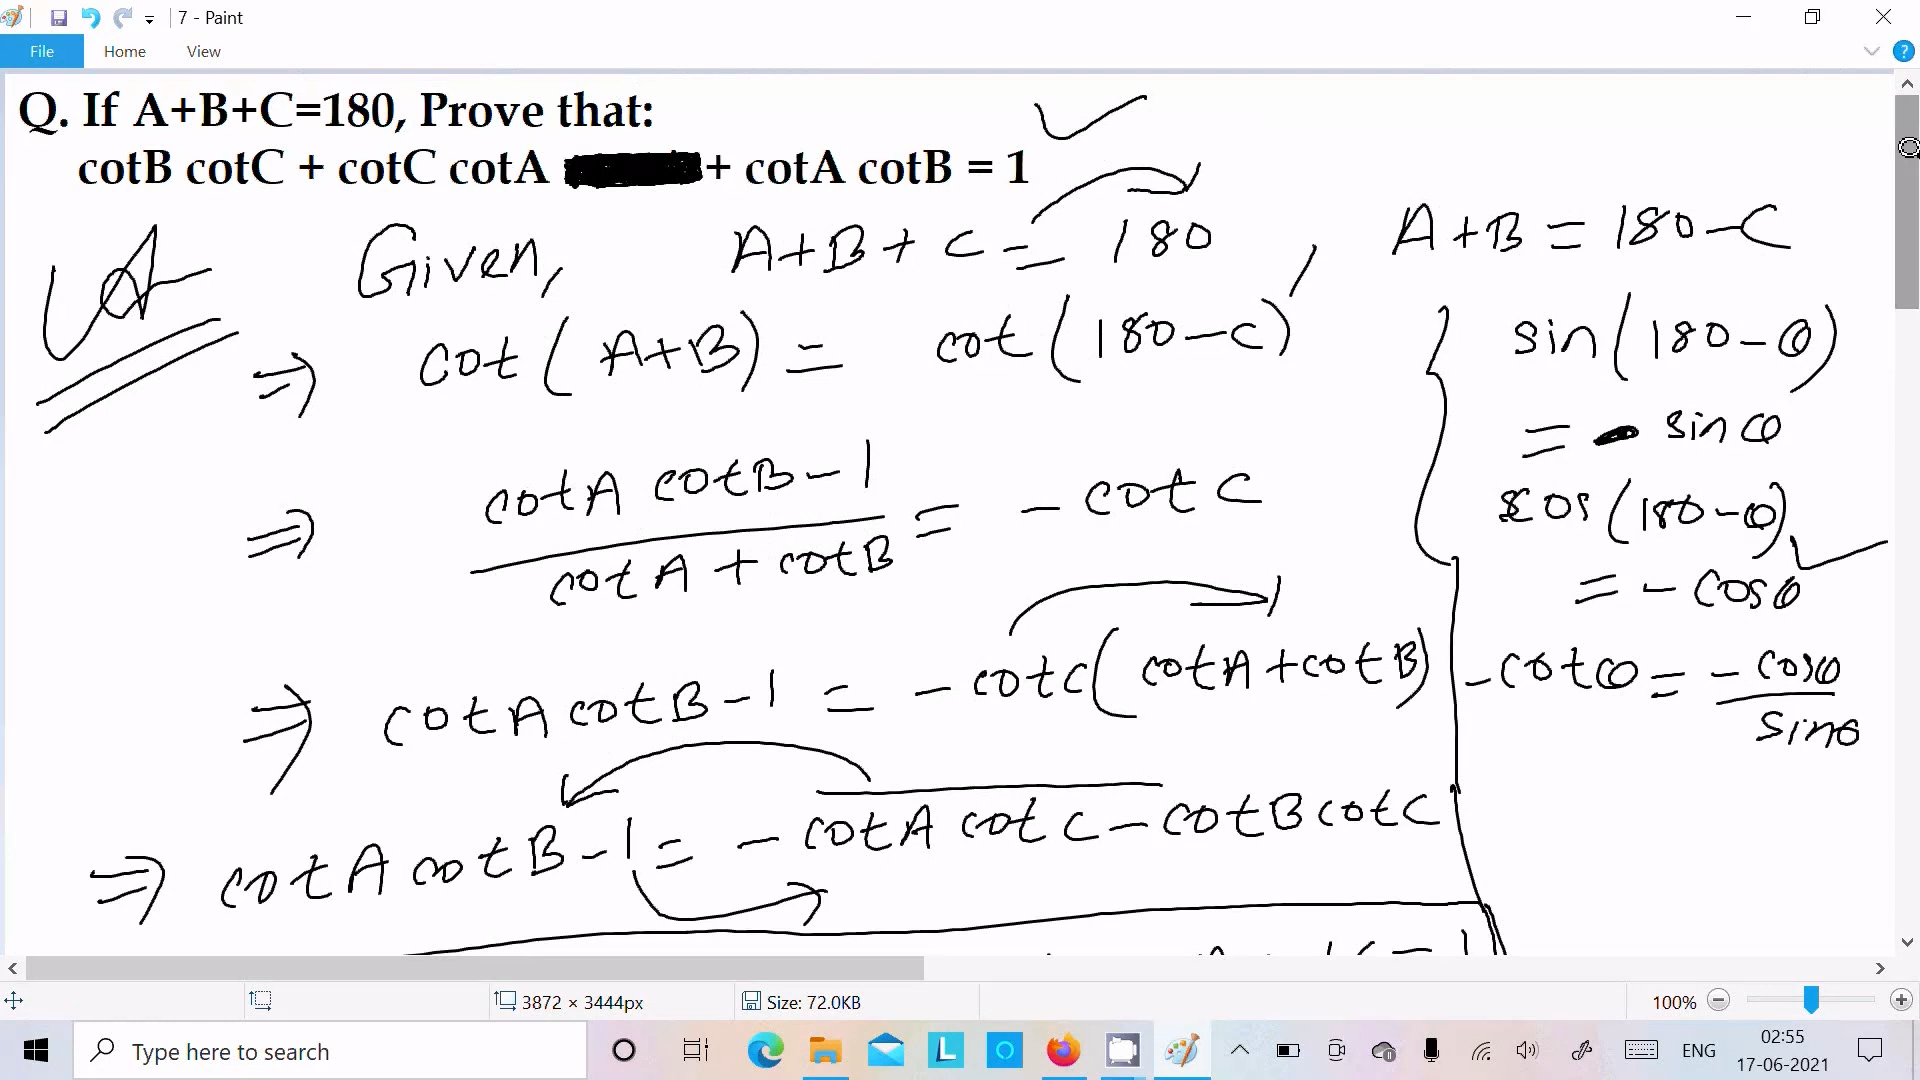 7 - Paint
File Home View
Q. If A+B+C=180, Prove that:
cotB cotC + cotC cotA + cotA cotB = 1
Given, A+B+C = 180 , A+B = 180-C
⇒ cot(A+B) = cot(180-C)
⇒ cotA cotB-1 / cotA + cotB = - cotC
⇒ cotA cotB-1 = - cotC(cotA+cotB)
⇒ cotA cotB-1 = - cotA cotC - cotB cotC
sin(180-θ)
= sinθ
cos(180-θ)
= - cosθ
-cotθ = -cosθ / sinθ
3872 × 3444px Size: 72.0KB 100%
Type here to search
ENG
02:55
17-06-2021